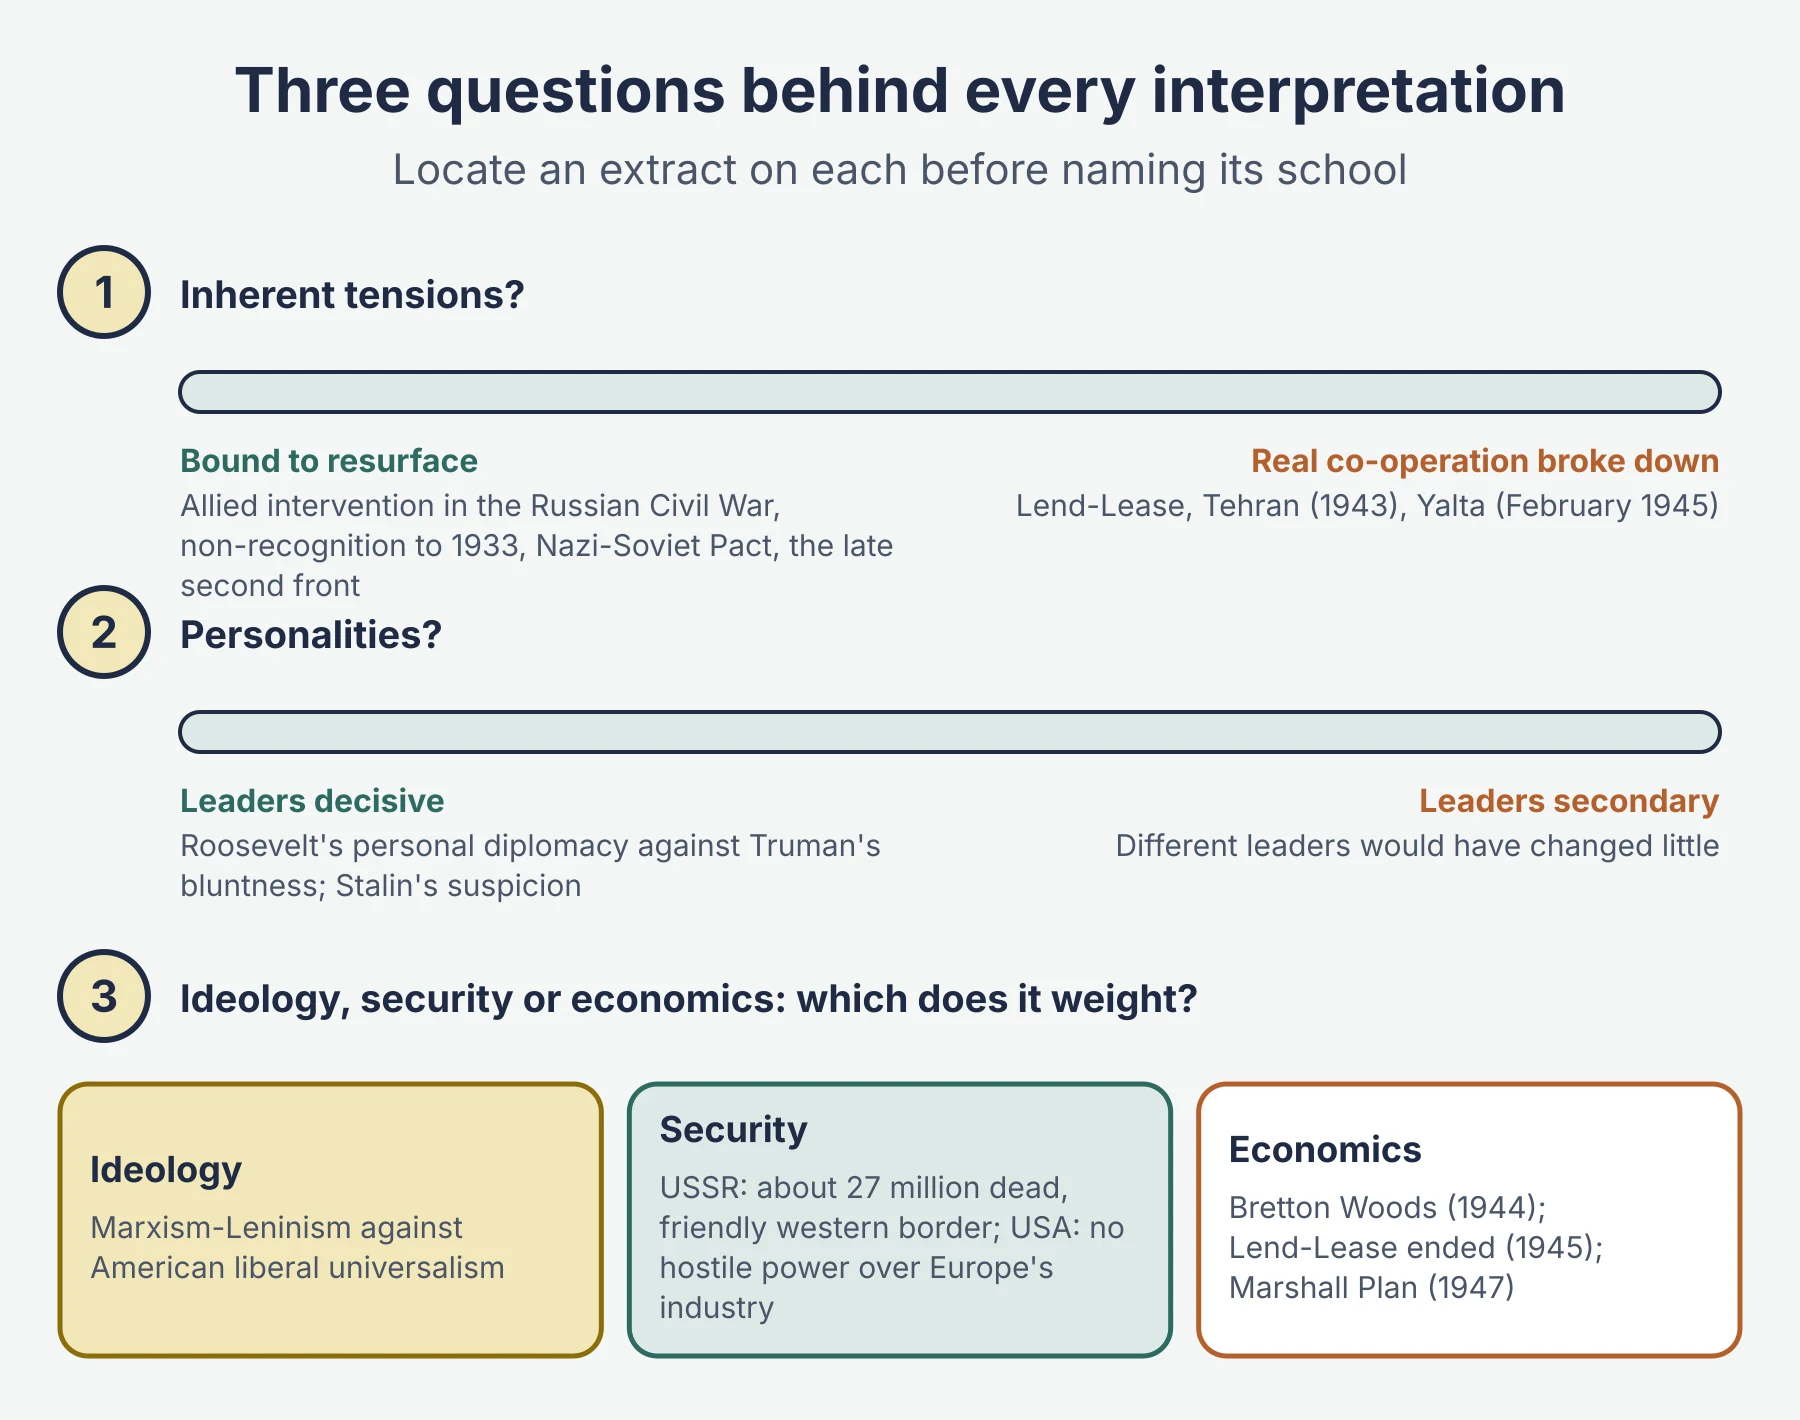 Three questions behind every interpretation
Locate an extract on each before naming its school
1
Inherent tensions?
Bound to resurface
Allied intervention in the Russian Civil War,
non-recognition to 1933, Nazi-Soviet Pact, the late
second front
Real co-operation broke down
Lend-Lease, Tehran (1943), Yalta (February 1945)
2
Personalities?
Leaders decisive
Roosevelt's personal diplomacy against Truman's
bluntness; Stalin's suspicion
Leaders secondary
Different leaders would have changed little
3
Ideology, security or economics: which does it weight?
Ideology
Marxism-Leninism against
American liberal universalism
Security
USSR: about 27 million dead,
friendly western border; USA: no
hostile power over Europe's
industry
Economics
Bretton Woods (1944);
Lend-Lease ended (1945);
Marshall Plan (1947)